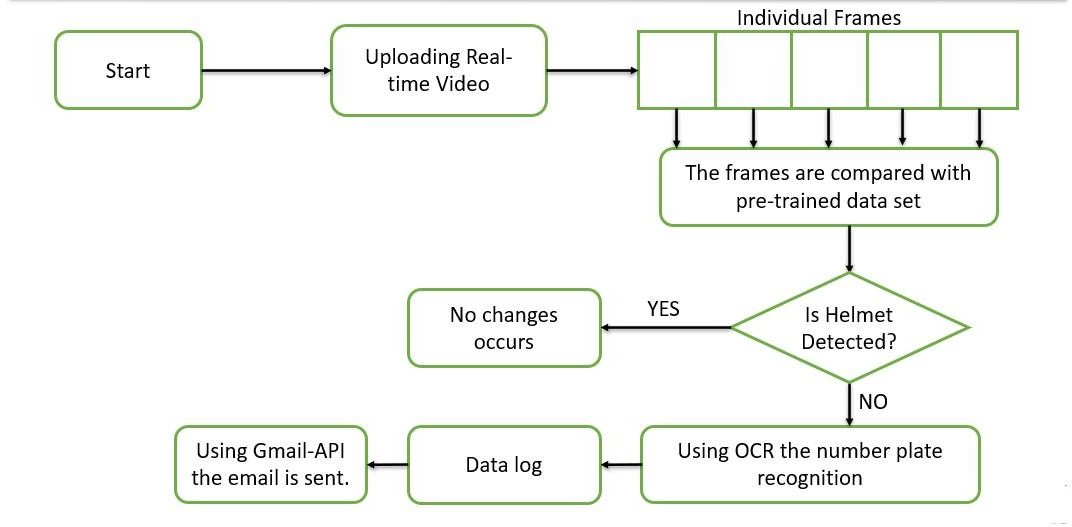 Individual Frames
Start
Uploading Real-
time Video
The frames are compared with
pre-trained data set
Is Helmet
Detected?
YES
No changes
occurs
NO
Using OCR the number plate
recognition
Data log
Using Gmail-API
the email is sent.